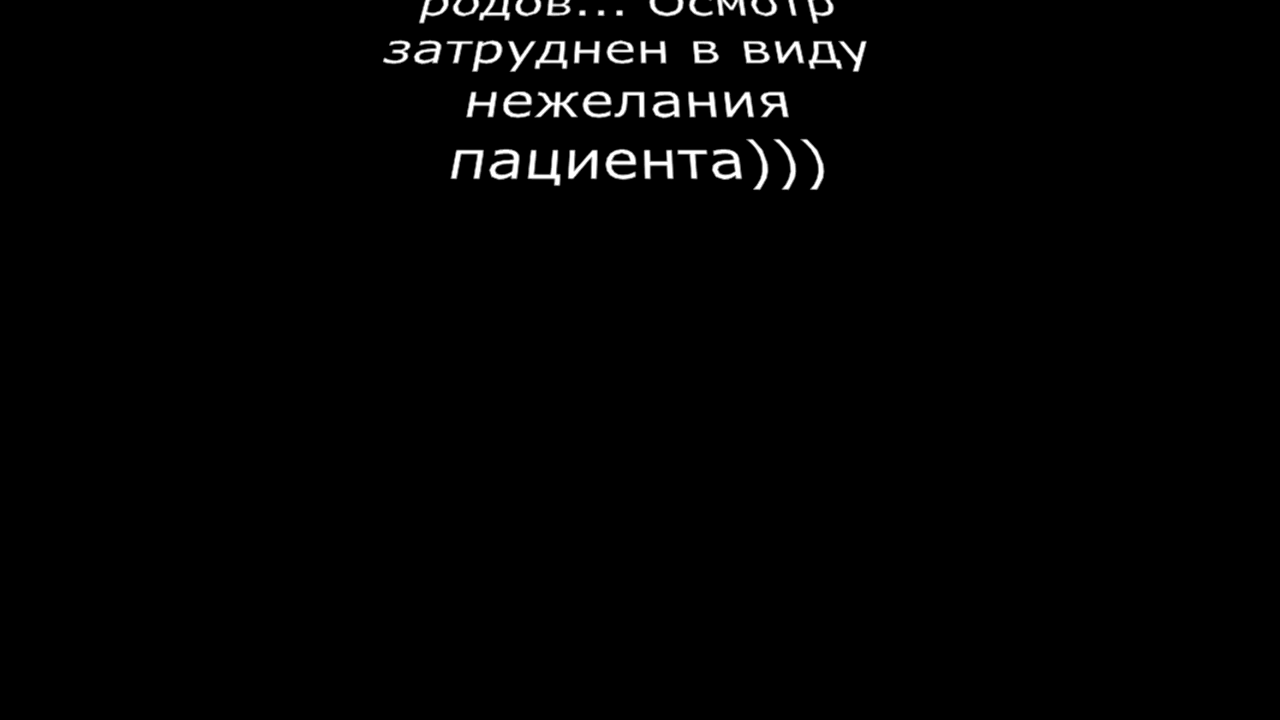 родов... Осмотр
затруднен в виду
нежелания
пациента)))